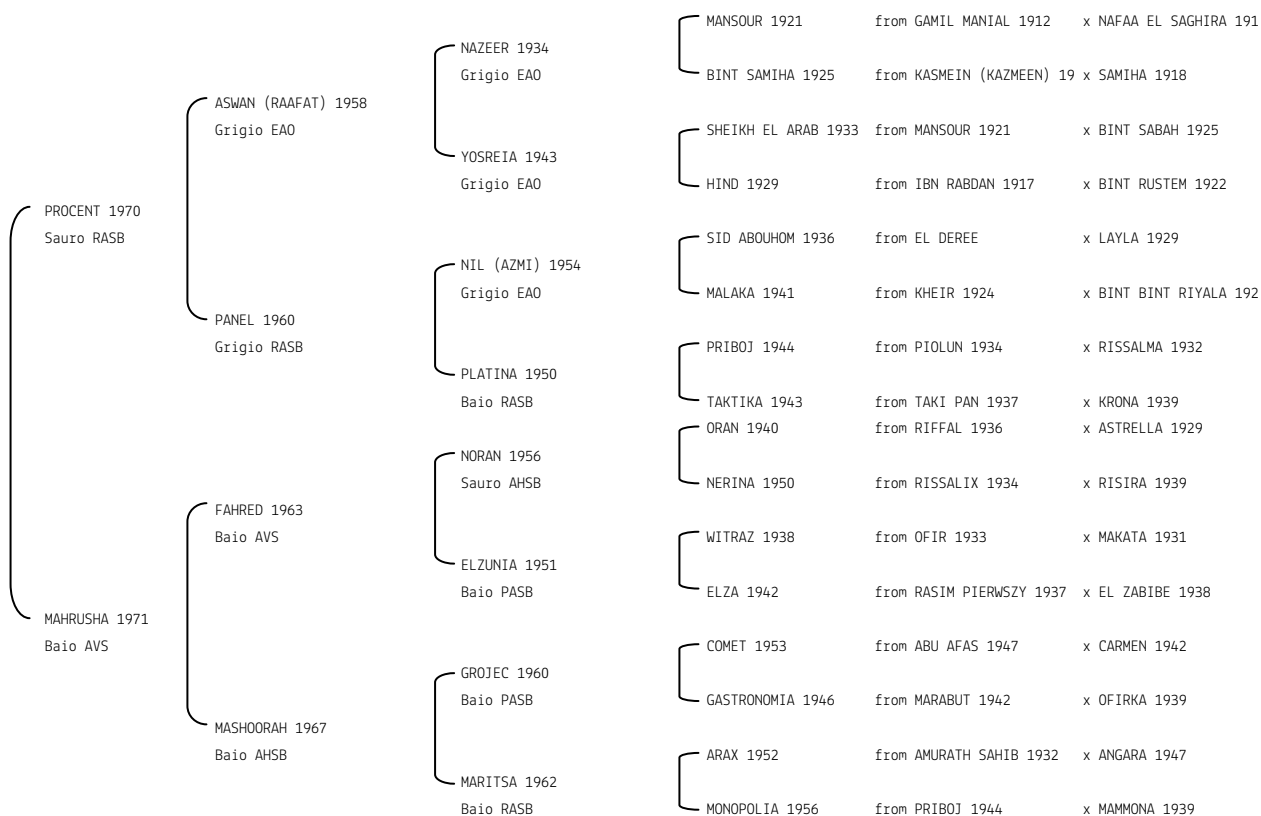 MANSOUR 1921 from GAMIL MANIAL 1912 x NAFAA EL SAGHIRA 191
NAZEER 1934
Grigio EAO
BINT SAMIHA 1925 from KASMEIN (KAZMEEN) 19 x SAMIHA 1918
ASWAN (RAAFAT) 1958
Grigio EAO
SHEIKH EL ARAB 1933 from MANSOUR 1921 x BINT SABAH 1925
YOSREIA 1943
Grigio EAO
HIND 1929 from IBN RABDAN 1917 x BINT RUSTEM 1922
PROCENT 1970
Sauro RASB
SID ABOUHOM 1936 from EL DEREE x LAYLA 1929
NIL (AZMI) 1954
Grigio EAO
MALAKA 1941 from KHEIR 1924 x BINT BINT RIYALA 192
PANEL 1960
Grigio RASB
PRIBOJ 1944 from PIOLUN 1934 x RISSALMA 1932
PLATINA 1950
Baio RASB
TAKTIKA 1943 from TAKI PAN 1937 x KRONA 1939
ORAN 1940 from RIFFAL 1936 x ASTRELLA 1929
NORAN 1956
Sauro AHSB
NERINA 1950 from RISSALIX 1934 x RISIRA 1939
FAHRED 1963
Baio AVS
WITRAZ 1938 from OFIR 1933 x MAKATA 1931
ELZUNIA 1951
Baio PASB
ELZA 1942 from RASIM PIERWSZY 1937 x EL ZABIBE 1938
MAHRUSHA 1971
Baio AVS
COMET 1953 from ABU AFAS 1947 x CARMEN 1942
GROJEC 1960
Baio PASB
GASTRONOMIA 1946 from MARABUT 1942 x OFIRKA 1939
MASHOORAH 1967
Baio AHSB
ARAX 1952 from AMURATH SAHIB 1932 x ANGARA 1947
MARITSA 1962
Baio RASB
MONOPOLIA 1956 from PRIBOJ 1944 x MAMMONA 1939